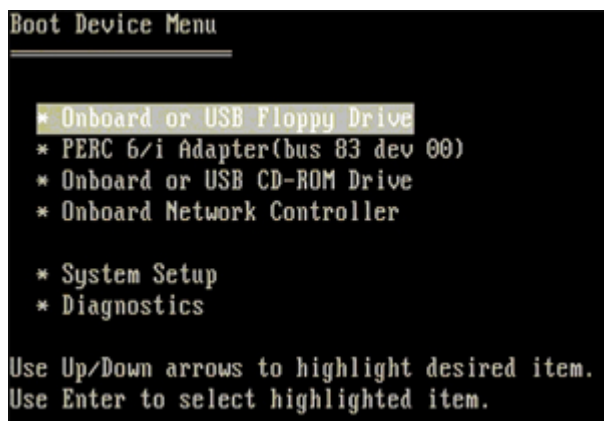 Boot Device Menu
* Onboard or USB Floppy Drive
* PERC 6/i Adapter(bus 83 dev 00)
* Onboard or USB CD-ROM Drive
* Onboard Network Controller
* System Setup
* Diagnostics
Use Up/Down arrows to highlight desired item.
Use Enter to select highlighted item.